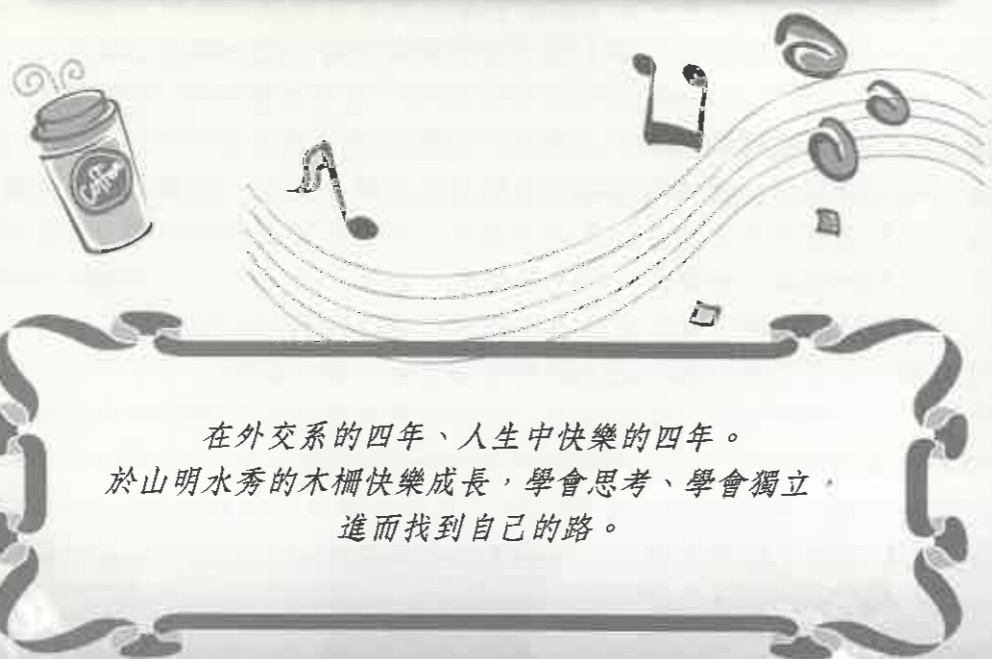 Coffee
在外交系的四年、人生中快樂的四年。
於山明水秀的木柵快樂成長，學會思考、學會獨立，
進而找到自己的路。